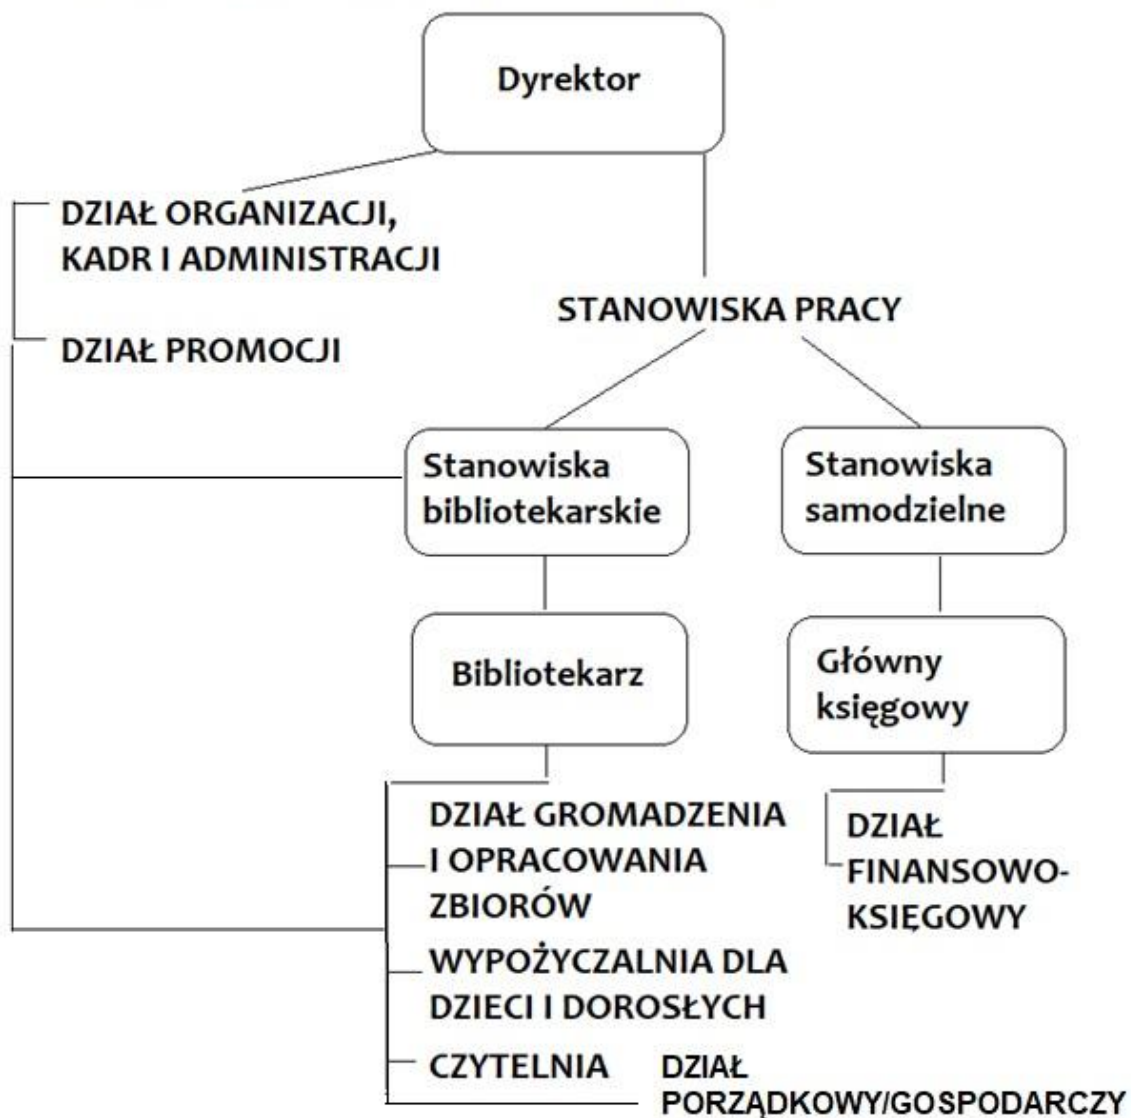 Dyrektor
DZIAŁ ORGANIZACJI,
KADR I ADMINISTRACJI
STANOWISKA PRACY
DZIAŁ PROMOCJI
Stanowiska
bibliotekarskie
Stanowiska
samodzielne
Bibliotekarz
Główny
księgowy
DZIAŁ GROMADZENIA
I OPRACOWANIA
ZBIORÓW
DZIAŁ
FINANSOWO-
KSIĘGOWY
WYPOŻYCZALNIA DLA
DZIECI I DOROSŁYCH
CZYTELNIA
DZIAŁ
PORZĄDKOWY/GOSPODARCZY